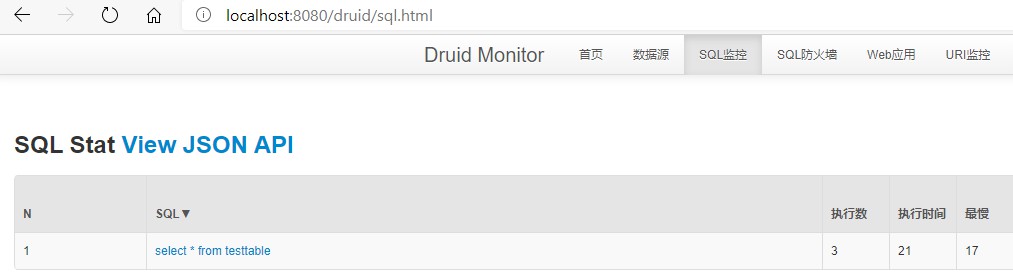 localhost:8080/druid/sql.html
Druid Monitor 首页 数据源 SQL监控 SQL防火墙 Web应用 URI监控
SQL Stat View JSON API
N SQL▼ 执行数 执行时间 最慢
1 select * from testtable 3 21 17